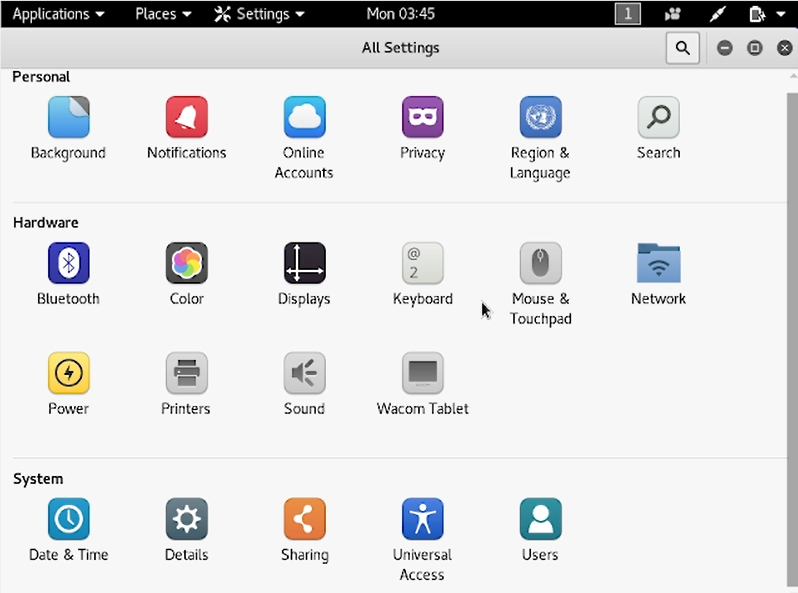 Applications Places Settings Mon 03:45 1
All Settings
Personal
Background Notifications Online Accounts Privacy Region & Language Search
Hardware
@
2
Bluetooth Color Displays Keyboard Mouse & Touchpad Network
Power Printers Sound Wacom Tablet
System
Date & Time Details Sharing Universal Access Users